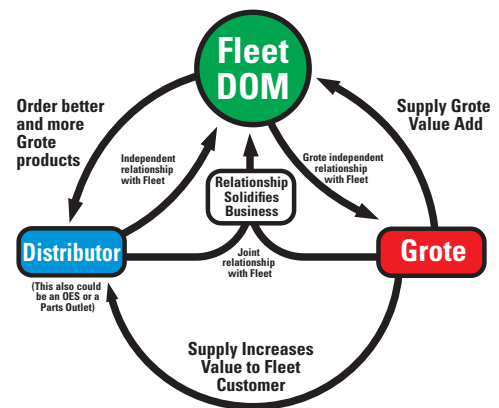 Fleet
DOM
Order better
and more
Grote
products
Supply Grote
Value Add
Independent
relationship
with Fleet
Grote independent
relationship
with Fleet
Relationship
Solidifies
Business
Distributor
Joint
relationship
with Fleet
Grote
(This also could
be an OES or a
Parts Outlet)
Supply Increases
Value to Fleet
Customer